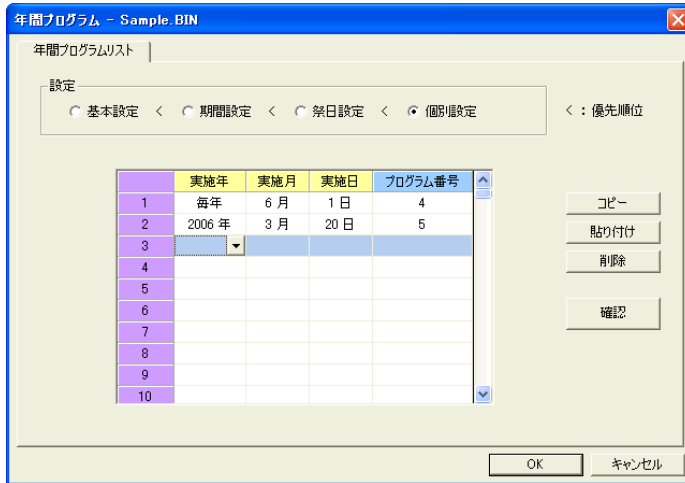 年間プログラム - Sample.BIN
年間プログラムリスト
設定
基本設定 < 期間設定 < 祭日設定 < 個別設定
< : 優先順位
実施年 実施月 実施日 プログラム番号
1 毎年 6 月 1 日 4
2 2006 年 3 月 20 日 5
3
4
5
6
7
8
9
10
コピー
貼り付け
削除
確認
OK
キャンセル